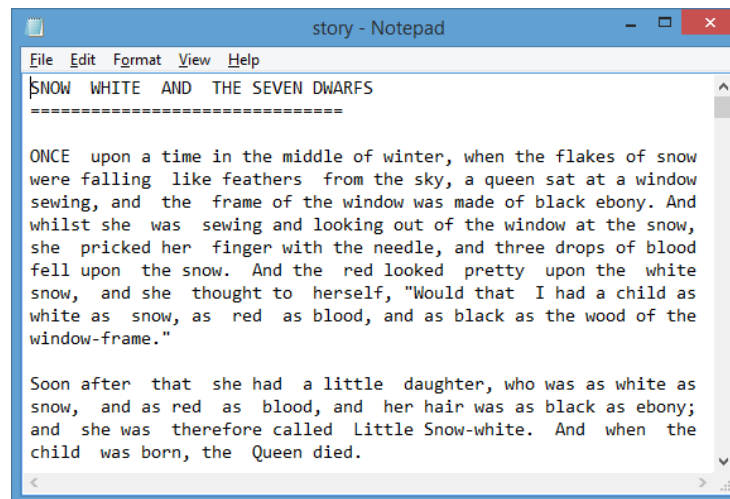 story - Notepad
File Edit Format View Help
SNOW  WHITE  AND  THE SEVEN DWARFS
===============================

ONCE  upon a time in the middle of winter, when the flakes of snow
were falling  like feathers  from the sky, a queen sat at a window
sewing, and  the  frame of the window was made of black ebony. And
whilst she  was  sewing and looking out of the window at the snow,
she  pricked her  finger with the needle, and three drops of blood
fell upon  the snow.  And the  red looked  pretty  upon the  white
snow,  and she  thought to  herself, "Would that  I had a child as
white as  snow, as  red  as blood, and as black as the wood of the
window-frame."

Soon after  that  she had  a little  daughter, who was as white as
snow,  and as red  as  blood, and  her hair was as black as ebony;
and  she was  therefore called  Little Snow-white.  And  when  the
child  was born, the  Queen died.